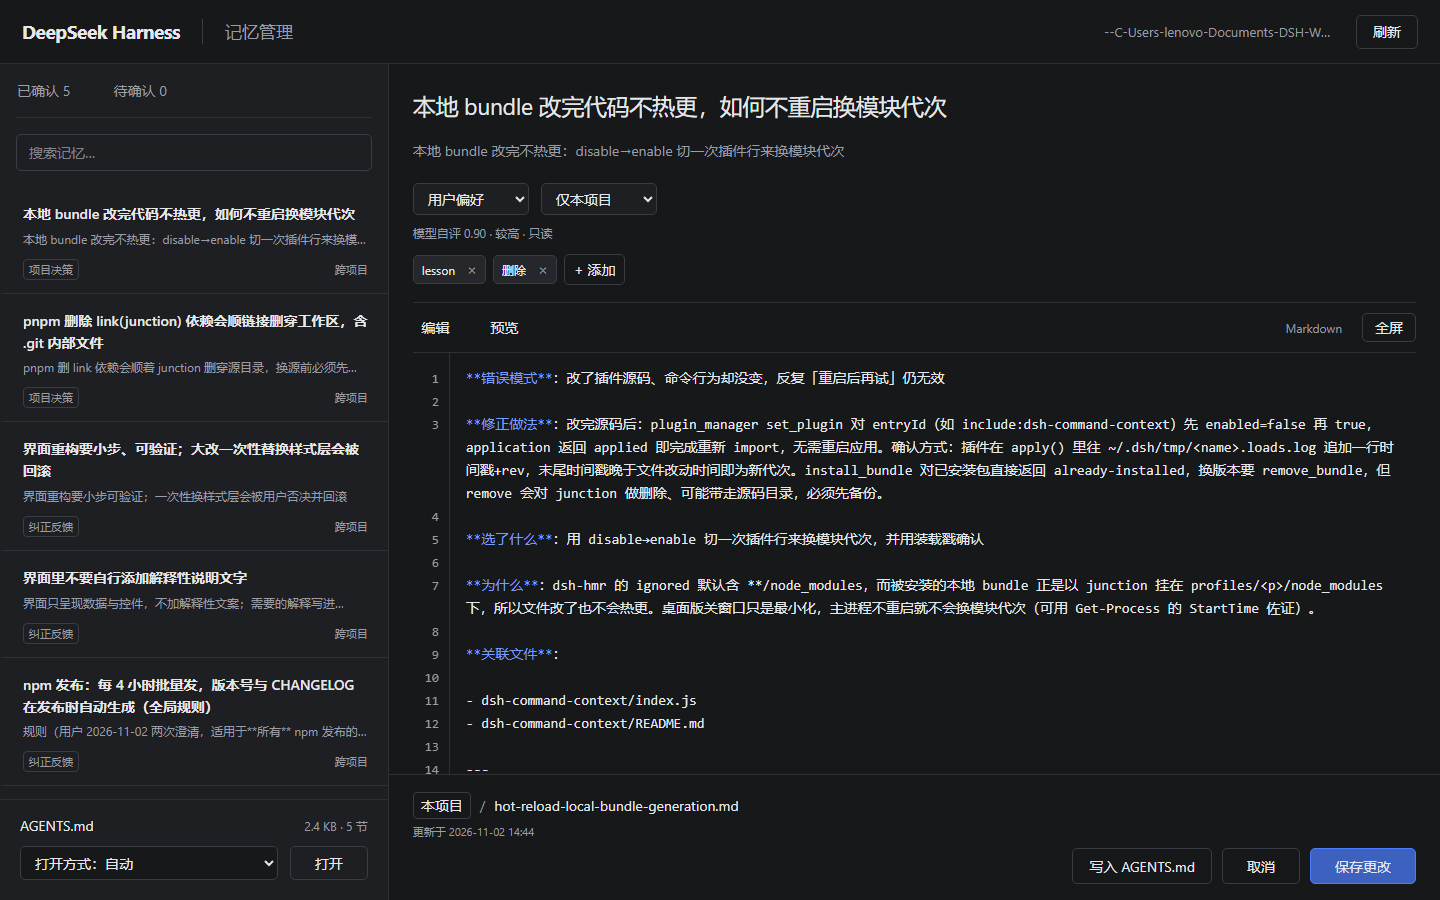 DeepSeek Harness
记忆管理
--C-Users-lenovo-Documents-DSH-W...
刷新
已确认 5
待确认 0
搜索记忆...
本地 bundle 改完代码不热更，如何不重启换模块代次
本地 bundle 改完不热更：disable→enable 切一次插件行来换模...
项目决策
跨项目
pnpm 删除 link(junction) 依赖会顺链接删穿工作区，含
.git 内部文件
pnpm 删 link 依赖会顺着 junction 删穿源目录，换源前必须先...
项目决策
跨项目
界面重构要小步、可验证；大改一次性替换样式层会被
回滚
界面重构要小步可验证；一次性换样式层会被用户否决并回滚
纠正反馈
跨项目
界面里不要自行添加解释性说明文字
界面只呈现数据与控件，不加解释性文案；需要的解释写进...
纠正反馈
跨项目
npm 发布：每 4 小时批量发，版本号与 CHANGELOG
在发布时自动生成（全局规则）
规则（用户 2026-11-02 两次澄清，适用于**所有** npm 发布的...
纠正反馈
跨项目
AGENTS.md
2.4 KB · 5 节
打开方式：自动
打开
本地 bundle 改完代码不热更，如何不重启换模块代次
本地 bundle 改完不热更：disable→enable 切一次插件行来换模块代次
用户偏好
仅本项目
模型自评 0.90 · 较高 · 只读
lesson ×
删除 ×
+ 添加
编辑
预览
Markdown
全屏
1 **错误模式**：改了插件源码、命令行为却没变，反复「重启后再试」仍无效
2
3 **修正做法**：改完源码后：plugin_manager set_plugin 对 entryId（如 include:dsh-command-context）先 enabled=false 再 true，
application 返回 applied 即完成重新 import，无需重启应用。确认方式：插件在 apply() 里往 ~/.dsh/tmp/<name>.loads.log 追加一行时
间戳+rev，末尾时间戳晚于文件改动时间即为新代次。install_bundle 对已安装包直接返回 already-installed，换版本要 remove_bundle，但
remove 会对 junction 做删除、可能带走源码目录，必须先备份。
4
5 **选了什么**：用 disable→enable 切一次插件行来换模块代次，并用装载戳确认
6
7 **为什么**：dsh-hmr 的 ignored 默认含 **/node_modules，而被安装的本地 bundle 正是以 junction 挂在 profiles/<p>/node_modules
下，所以文件改了也不会热更。桌面版关窗口只是最小化，主进程不重启就不会换模块代次（可用 Get-Process 的 StartTime 佐证）。
8
9 **关联文件**：
10
11 - dsh-command-context/index.js
12 - dsh-command-context/README.md
13
14 ---
本项目 / hot-reload-local-bundle-generation.md
更新于 2026-11-02 14:44
写入 AGENTS.md
取消
保存更改